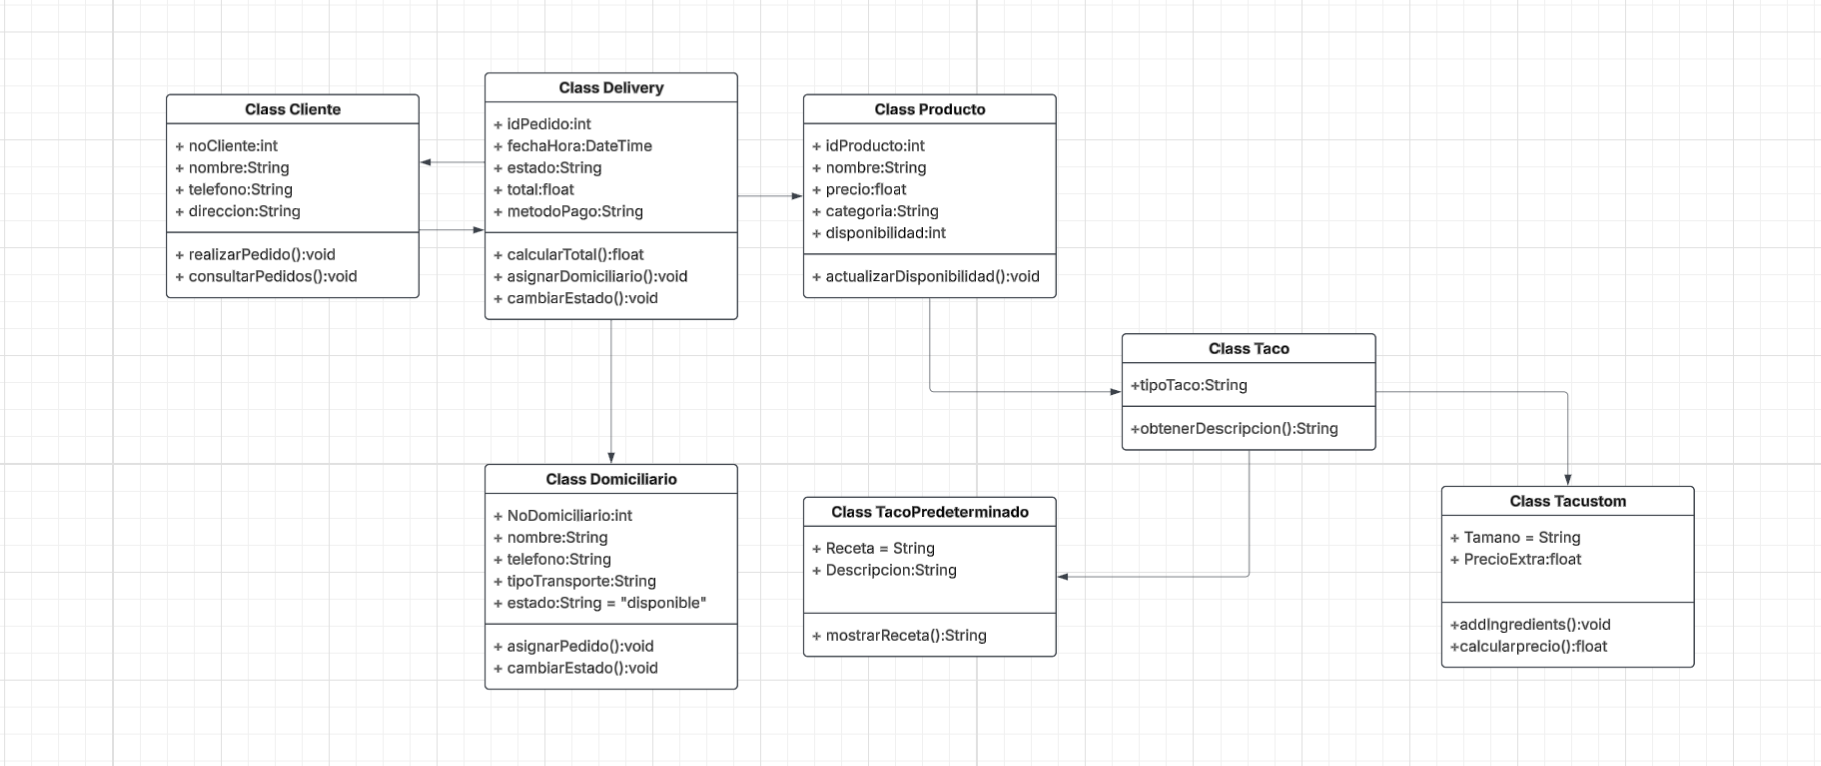 Class Cliente
+ noCliente:int
+ nombre:String
+ telefono:String
+ direccion:String
+ realizarPedido():void
+ consultarPedidos():void
Class Delivery
+ idPedido:int
+ fechaHora:DateTime
+ estado:String
+ total:float
+ metodoPago:String
+ calcularTotal():float
+ asignarDomiciliario():void
+ cambiarEstado():void
Class Producto
+ idProducto:int
+ nombre:String
+ precio:float
+ categoria:String
+ disponibilidad:int
+ actualizarDisponibilidad():void
Class Taco
+tipoTaco:String
+obtenerDescripcion():String
Class Domiciliario
+ NoDomiciliario:int
+ nombre:String
+ telefono:String
+ tipoTransporte:String
+ estado:String = "disponible"
+ asignarPedido():void
+ cambiarEstado():void
Class TacoPredeterminado
+ Receta = String
+ Descripcion:String
+ mostrarReceta():String
Class Tacustom
+ Tamano = String
+ PrecioExtra:float
+addIngredients():void
+calcularprecio():float